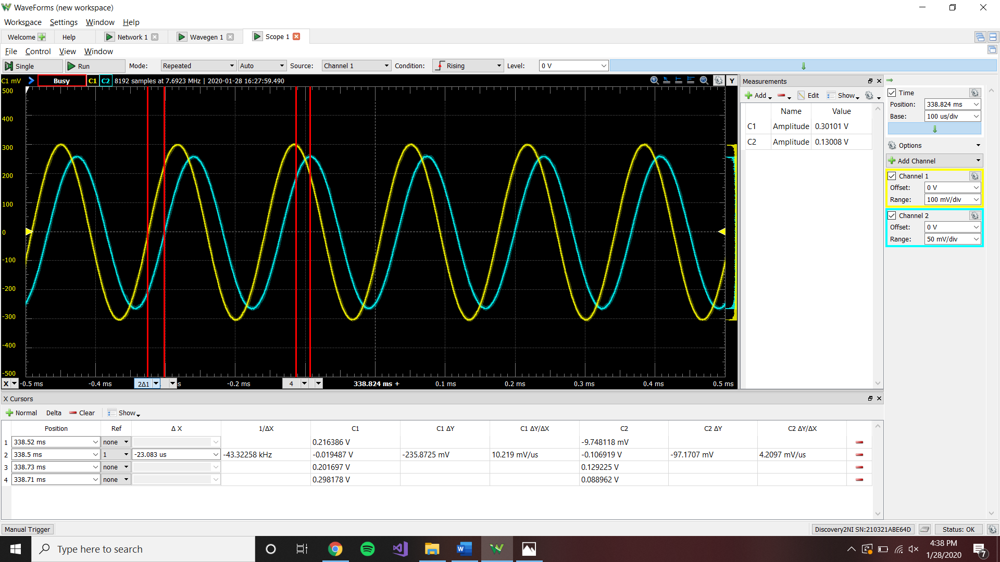 WaveForms (new workspace)
Workspace Settings Window Help
Welcome Help Network 1 Wavegen 1 Scope 1
File Control View Window
Single Run Mode: Repeated Auto Source: Channel 1 Condition: Rising Level: 0 V
C1 mV Busy C1 C2 8192 samples at 7.6923 MHz | 2020-01-28 16:27:59.490 Y
500
400
300
200
100
0
-100
-200
-300
-400
-500
X -0.5 ms -0.4 ms 2Δ1 s -0.2 ms 4 338.824 ms + 0.1 ms 0.2 ms 0.3 ms 0.4 ms 0.5 ms
Measurements
Add Edit Show
Name Value
C1 Amplitude 0.30101 V
C2 Amplitude 0.13008 V
Time
Position: 338.824 ms
Base: 100 us/div
Options
Add Channel
Channel 1
Offset: 0 V
Range: 100 mV/div
Channel 2
Offset: 0 V
Range: 50 mV/div
X Cursors
Normal Delta Clear Show
Position Ref Δ X 1/ΔX C1 C1 ΔY C1 ΔY/ΔX C2 C2 ΔY C2 ΔY/ΔX
1 338.52 ms none 0.216386 V -9.748118 mV
2 338.5 ms 1 -23.083 us -43.32258 kHz -0.019487 V -235.8725 mV 10.219 mV/us -0.106919 V -97.1707 mV 4.2097 mV/us
3 338.73 ms none 0.201697 V 0.129225 V
4 338.71 ms none 0.298178 V 0.088962 V
Manual Trigger Discovery2NI SN:210321ABE64D Status: OK
Type here to search
4:38 PM
1/28/2020
7